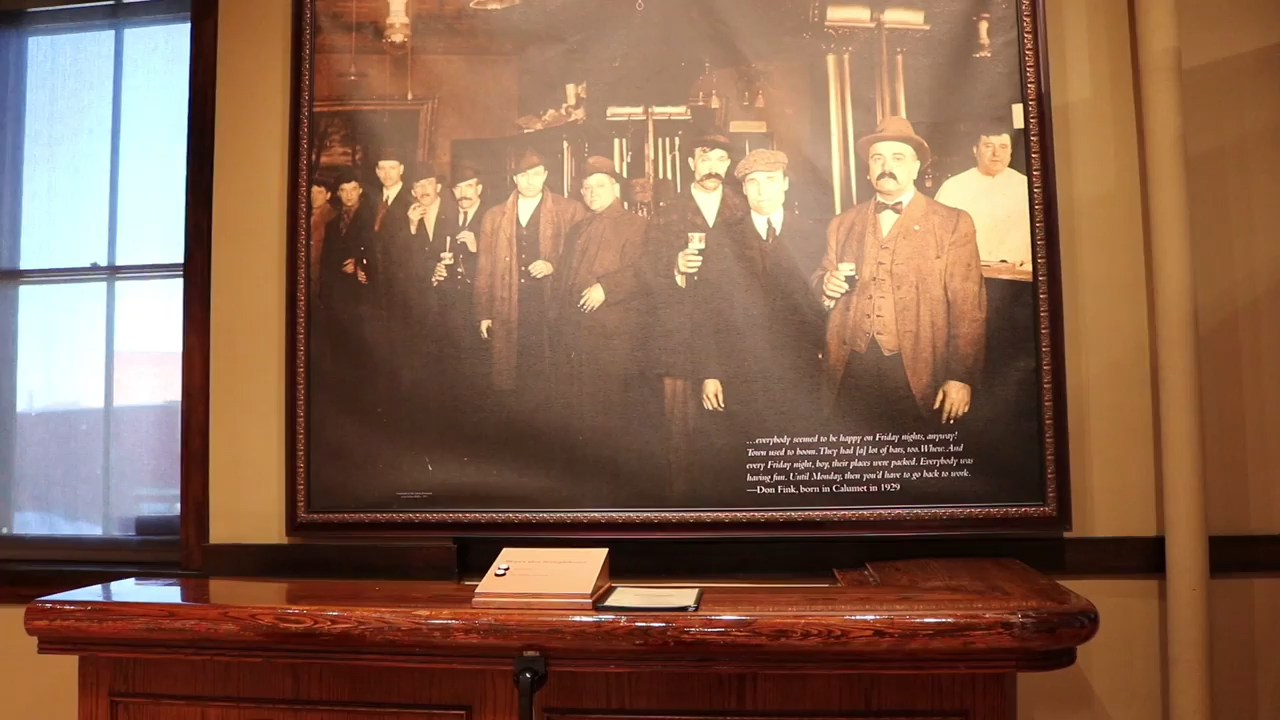 …everybody seemed to be happy on Friday nights, anyway!
Town used to boom. They had [a] lot of bars, too. Whew. And
every Friday night, boy, their places were packed. Everybody was
having fun. Until Monday, then you'd have to go back to work.
—Don Fink, born in Calumet in 1929